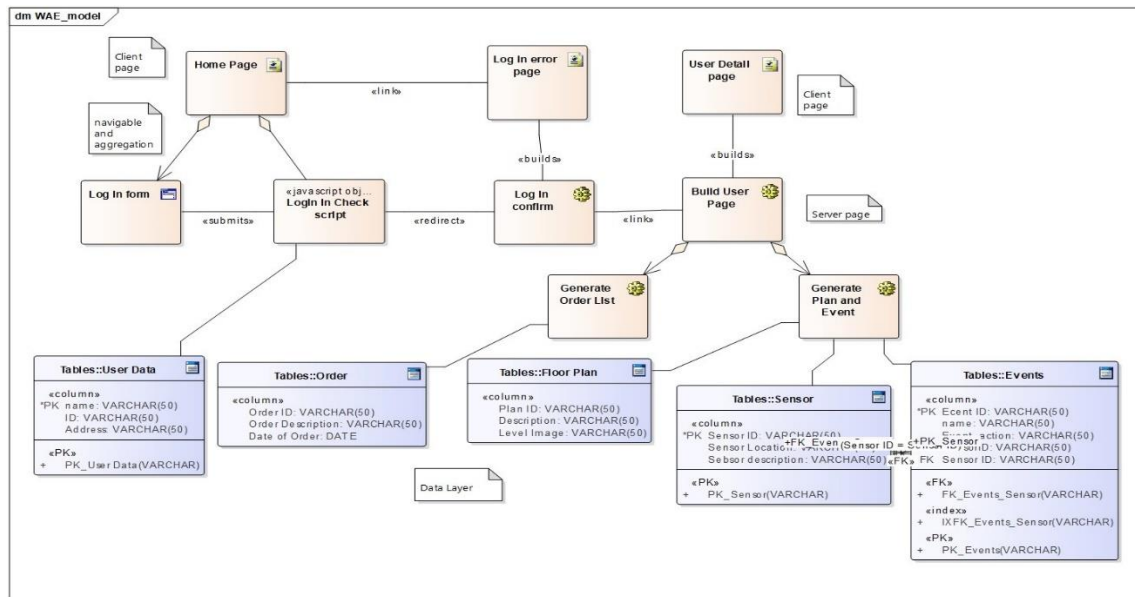 dm WAE_model
Client
page
Home Page
Log In error
page
User Detail
page
Client
page
«link»
navigable
and
aggregation
«builds»
«builds»
Log In form
«javascript obj...
LogIn In Check
script
Log In
confirm
Build User
Page
Server page
«submits»
«redirect»
«link»
Generate
Order List
Generate
Plan and
Event
Tables::User Data
«column»
*PK name: VARCHAR(50)
ID: VARCHAR(50)
Address: VARCHAR(50)
«PK»
+ PK_User Data(VARCHAR)
Tables::Order
«column»
Order ID: VARCHAR(50)
Order Description: VARCHAR(50)
Date of Order: DATE
Tables::Floor Plan
«column»
Plan ID: VARCHAR(50)
Description: VARCHAR(50)
Level Image: VARCHAR(50)
Tables::Sensor
«column»
*PK Sensor ID: VARCHAR(50)
Sensor Location:
Sebsor description: VARCHAR(50)
«PK»
+ PK_Sensor(VARCHAR)
(Sensor ID =
+PK_Sensor
«FK»
Tables::Events
«column»
*PK Ecent ID: VARCHAR(50)
name: VARCHAR(50)
VARCHAR(50)
VARCHAR(50)
FK Sensor ID: VARCHAR(50)
«FK»
+ FK_Events_Sensor(VARCHAR)
«index»
+ IXFK_Events_Sensor(VARCHAR)
«PK»
+ PK_Events(VARCHAR)
Data Layer